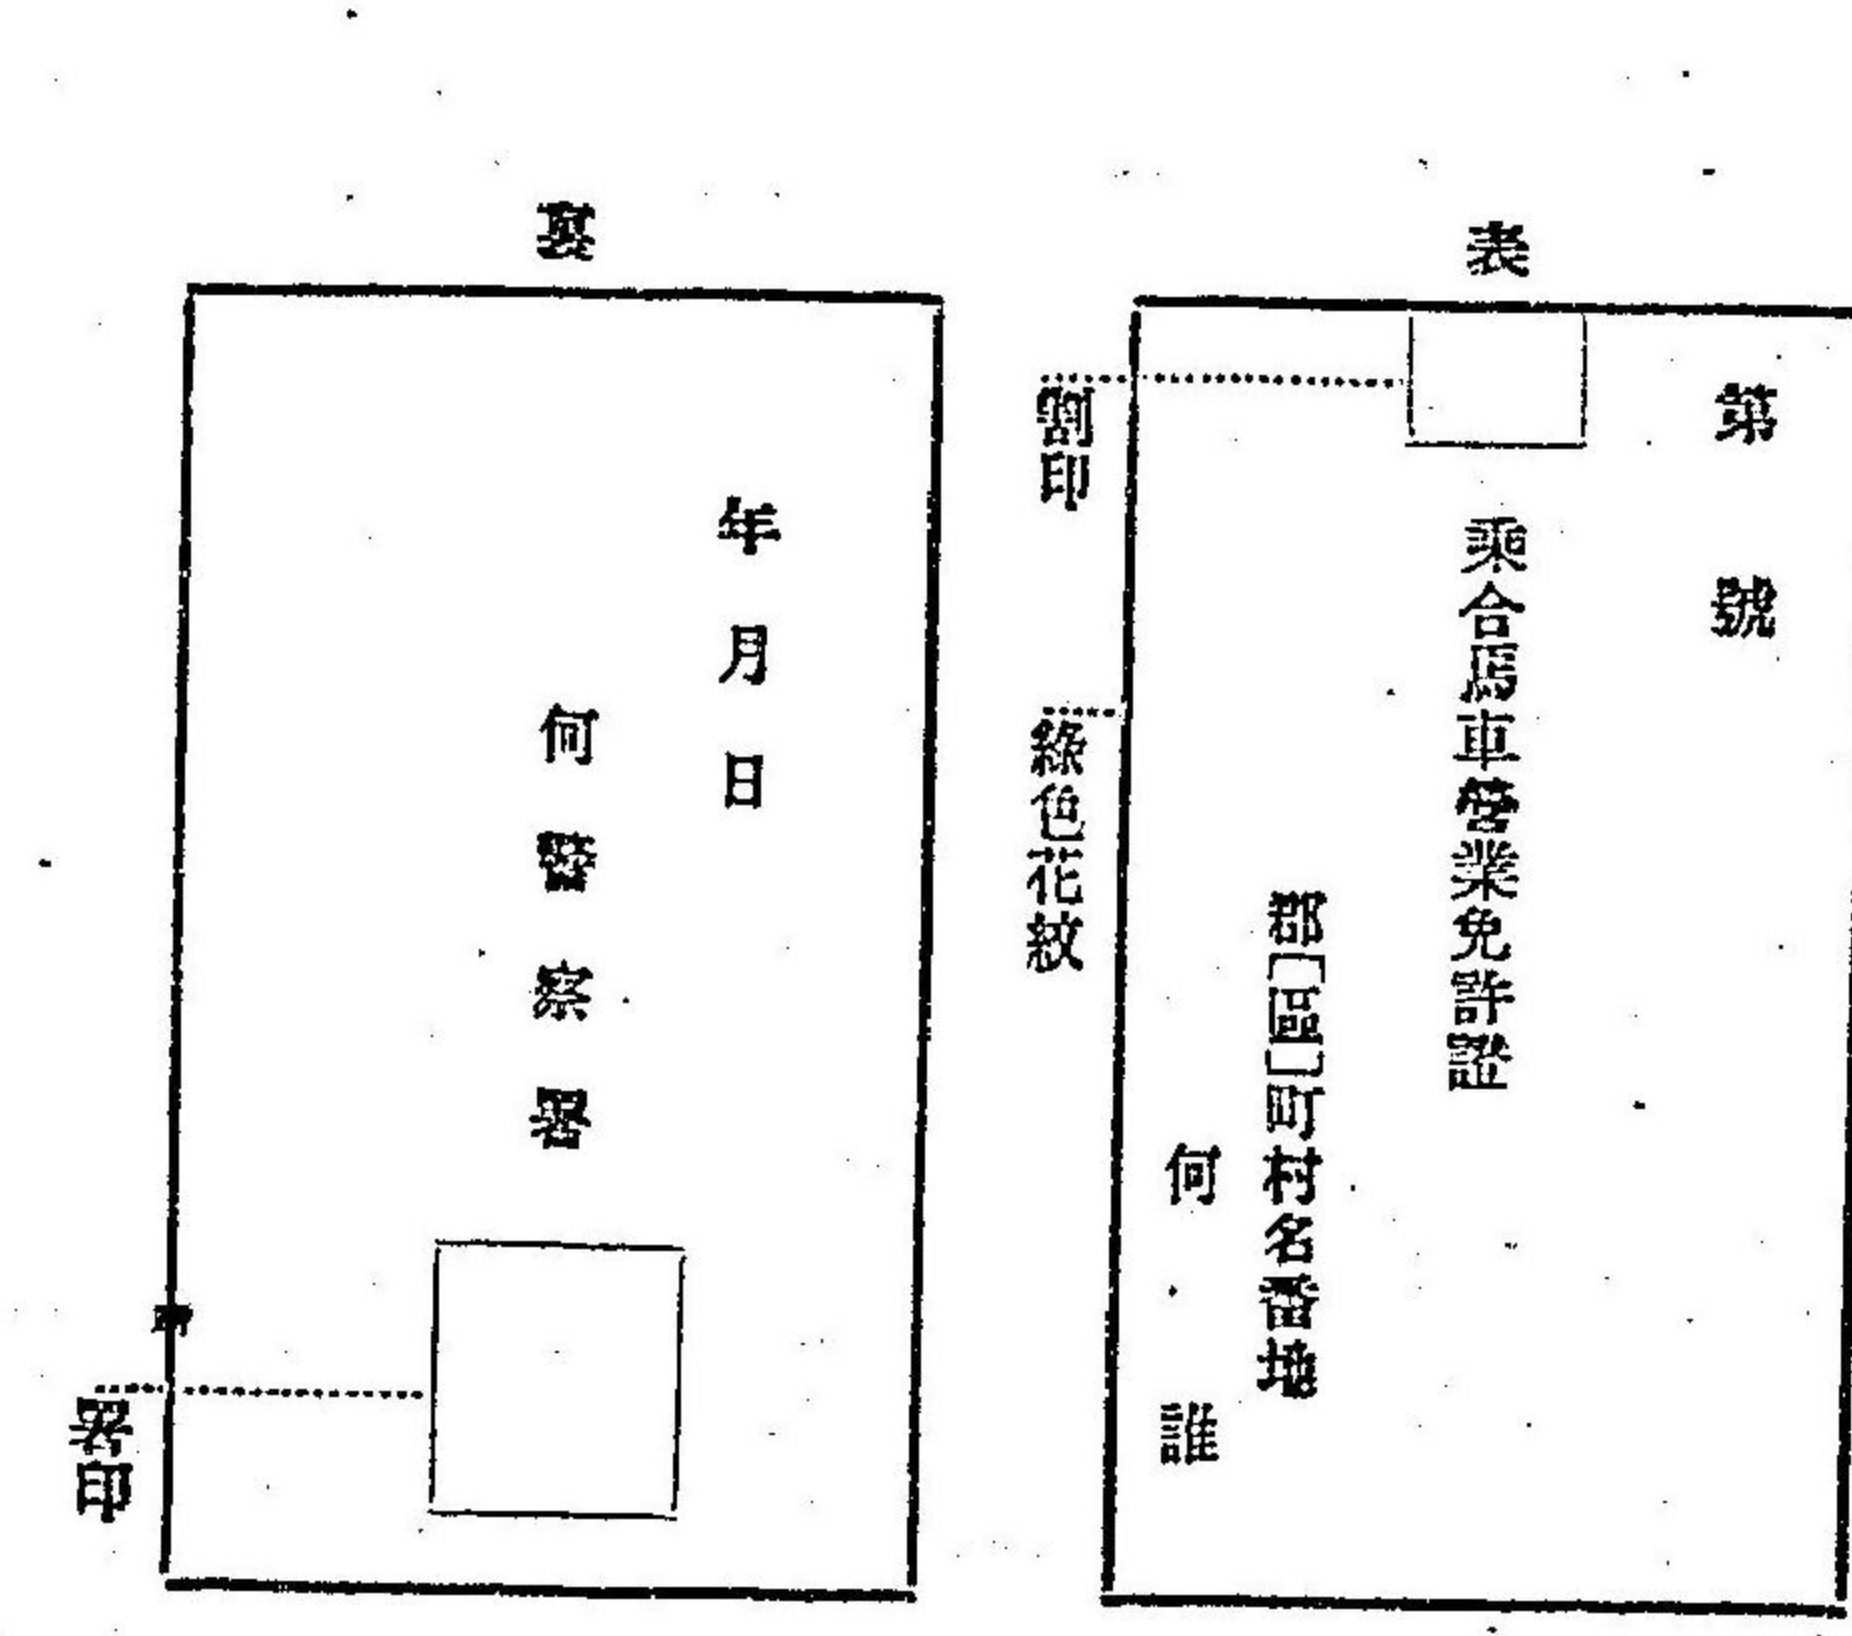 表
第 號
乘合馬車營業免許證
郡[區]町村名番地
何 誰
割印
綠色花紋
裏
年 月 日
何 警 察 署
署印